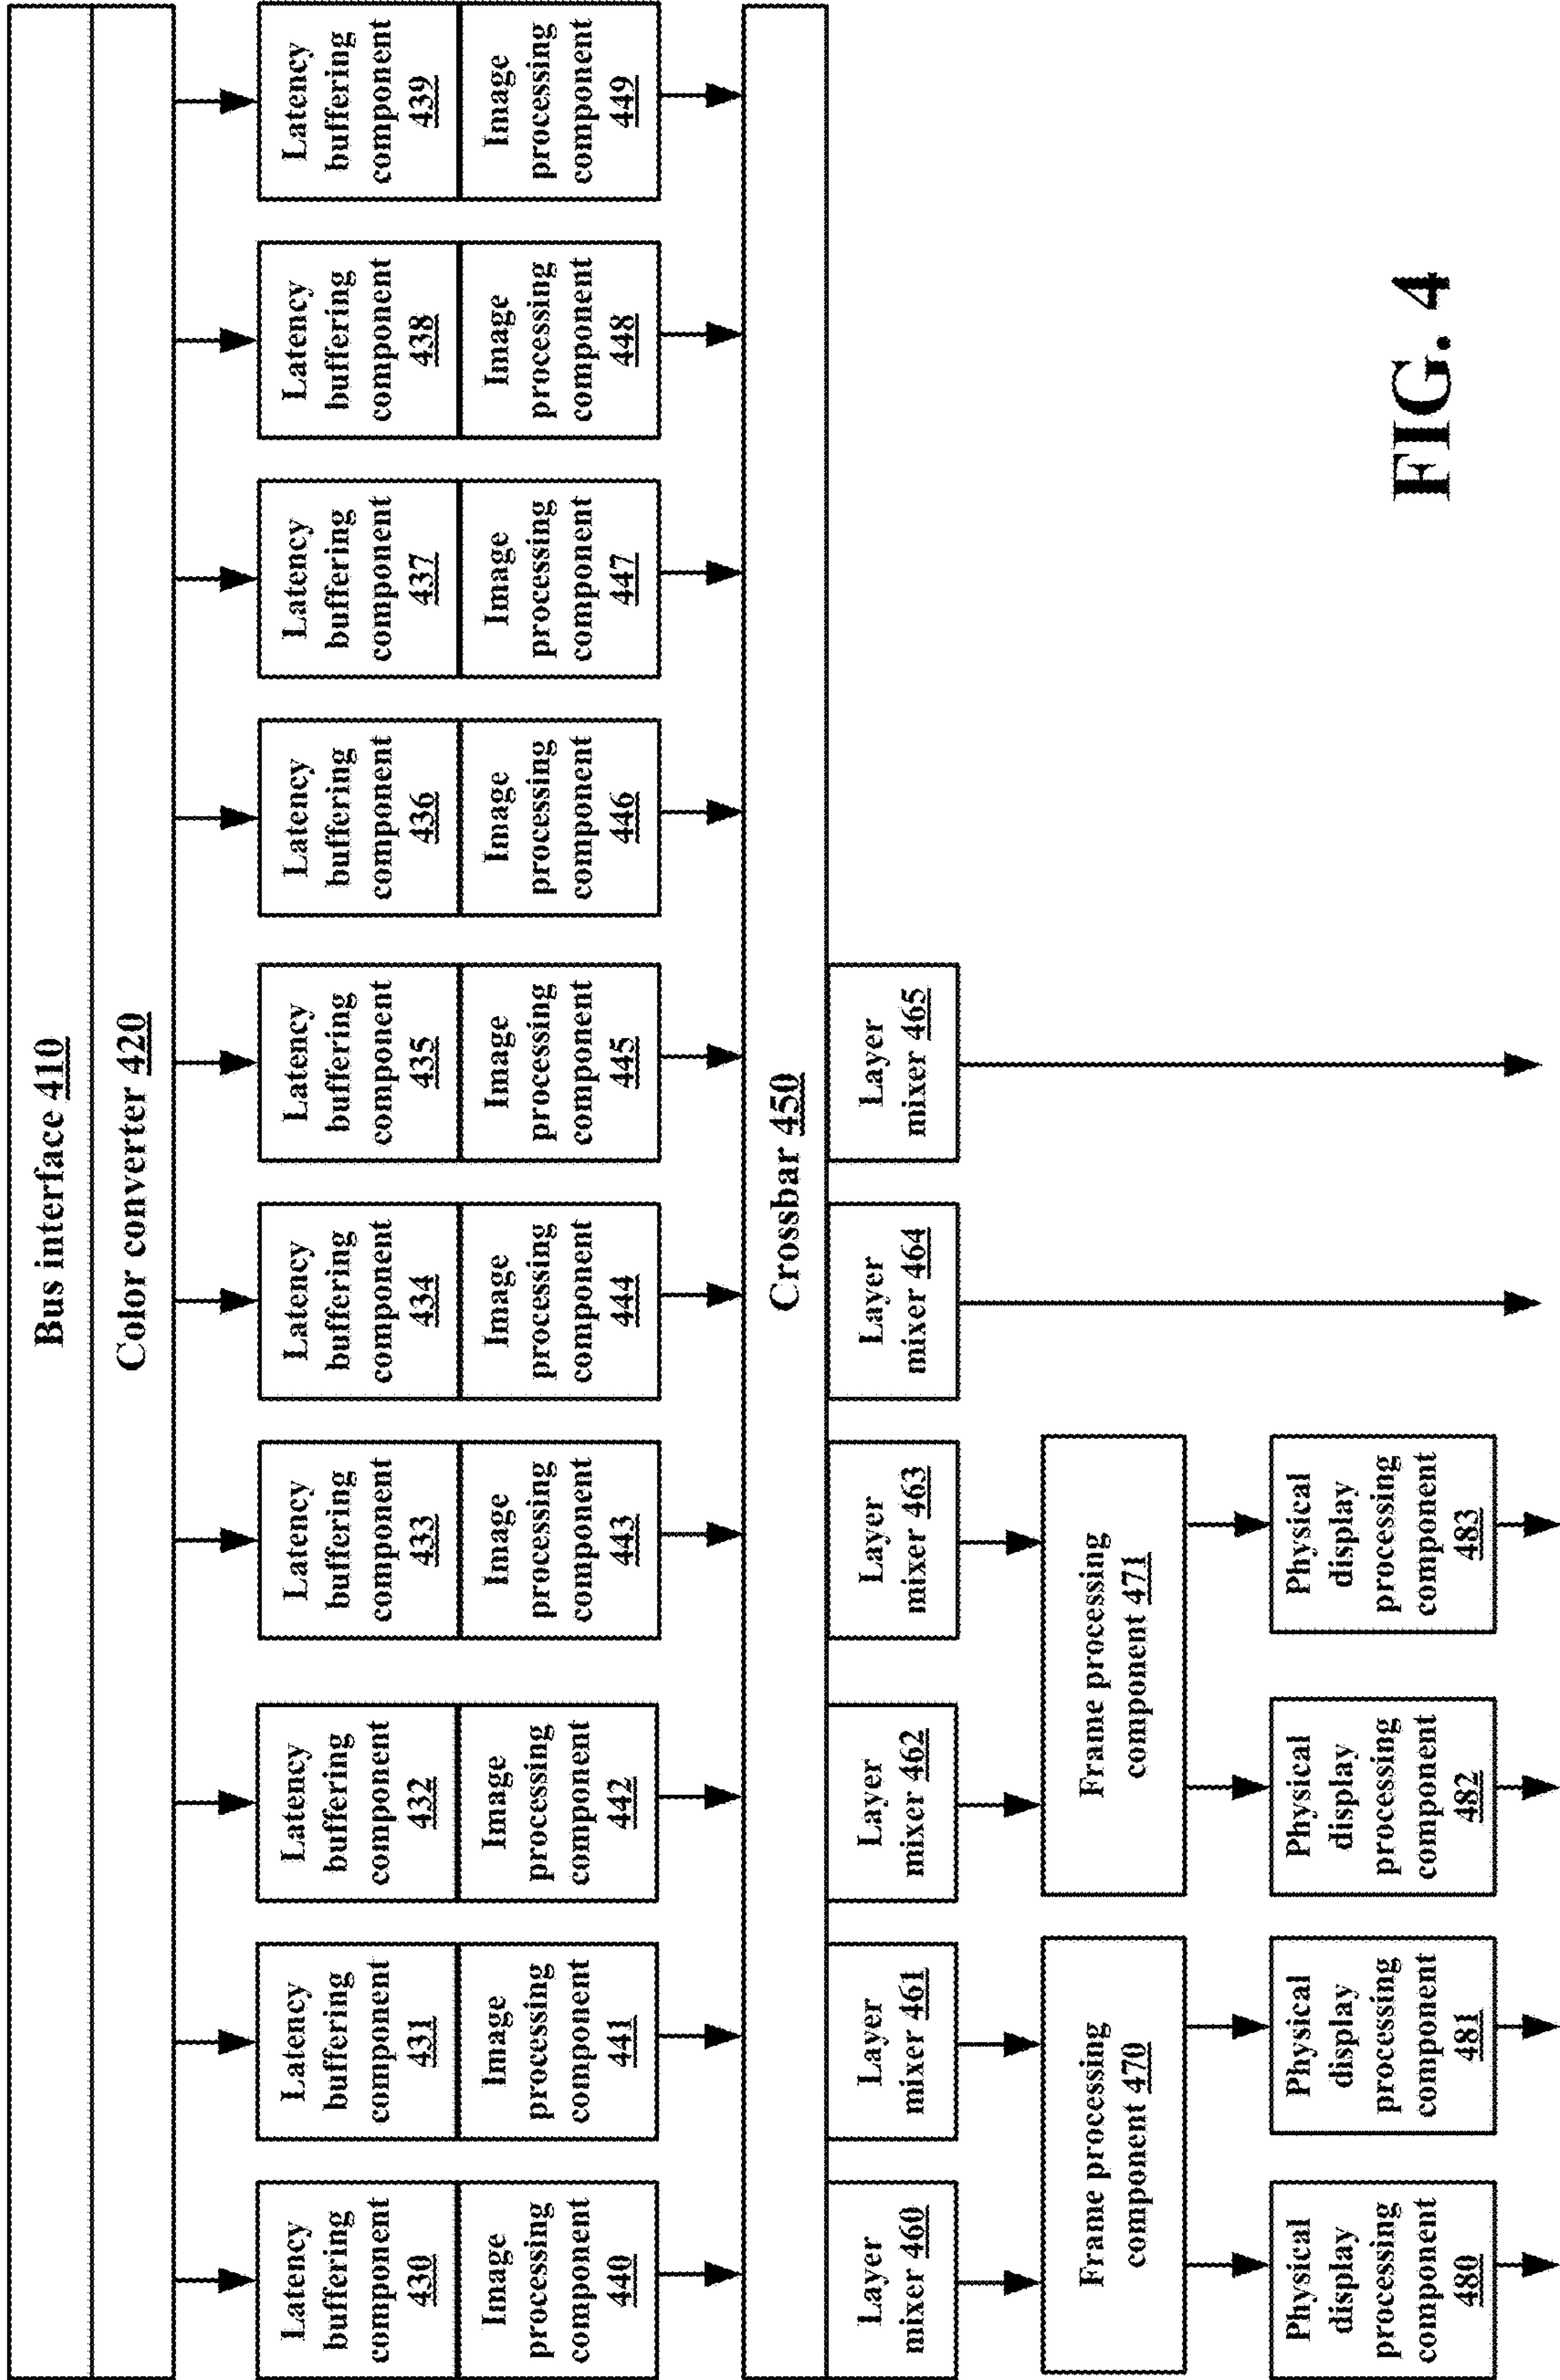 Bus interface 410
Color converter 420
Latency
buffering
component
430
Latency
buffering
component
431
Latency
buffering
component
432
Latency
buffering
component
433
Latency
buffering
component
434
Latency
buffering
component
435
Latency
buffering
component
436
Latency
buffering
component
437
Latency
buffering
component
438
Latency
buffering
component
439
Image
processing
component
440
Image
processing
component
441
Image
processing
component
442
Image
processing
component
443
Image
processing
component
444
Image
processing
component
445
Image
processing
component
446
Image
processing
component
447
Image
processing
component
448
Image
processing
component
449
Crossbar 450
Layer
mixer 460
Layer
mixer 461
Layer
mixer 462
Layer
mixer 463
Layer
mixer 464
Layer
mixer 465
Frame processing
component 470
Frame processing
component 471
Physical
display
processing
component
480
Physical
display
processing
component
481
Physical
display
processing
component
482
Physical
display
processing
component
483
FIG. 4